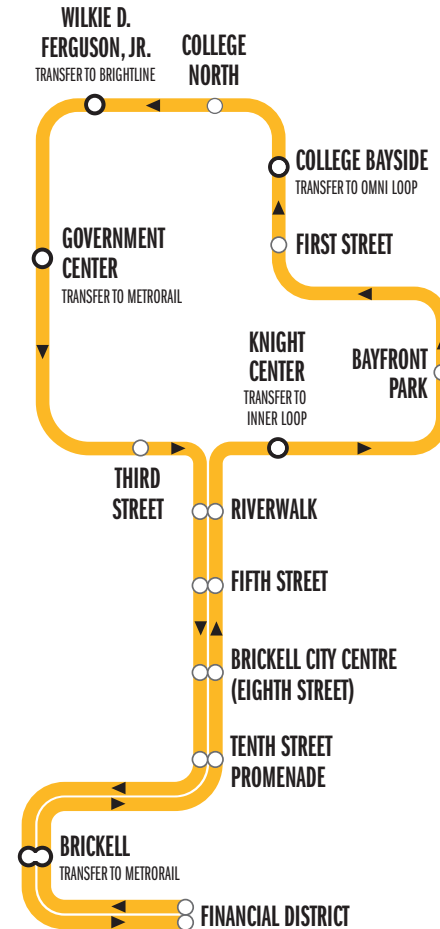 WILKIE D.
FERGUSON, JR.
TRANSFER TO BRIGHTLINE
COLLEGE
NORTH
COLLEGE BAYSIDE
TRANSFER TO OMNI LOOP
FIRST STREET
GOVERNMENT
CENTER
TRANSFER TO METRORAIL
KNIGHT
CENTER
TRANSFER TO
INNER LOOP
BAYFRONT
PARK
THIRD
STREET
RIVERWALK
FIFTH STREET
BRICKELL CITY CENTRE
(EIGHTH STREET)
TENTH STREET
PROMENADE
BRICKELL
TRANSFER TO METRORAIL
FINANCIAL DISTRICT